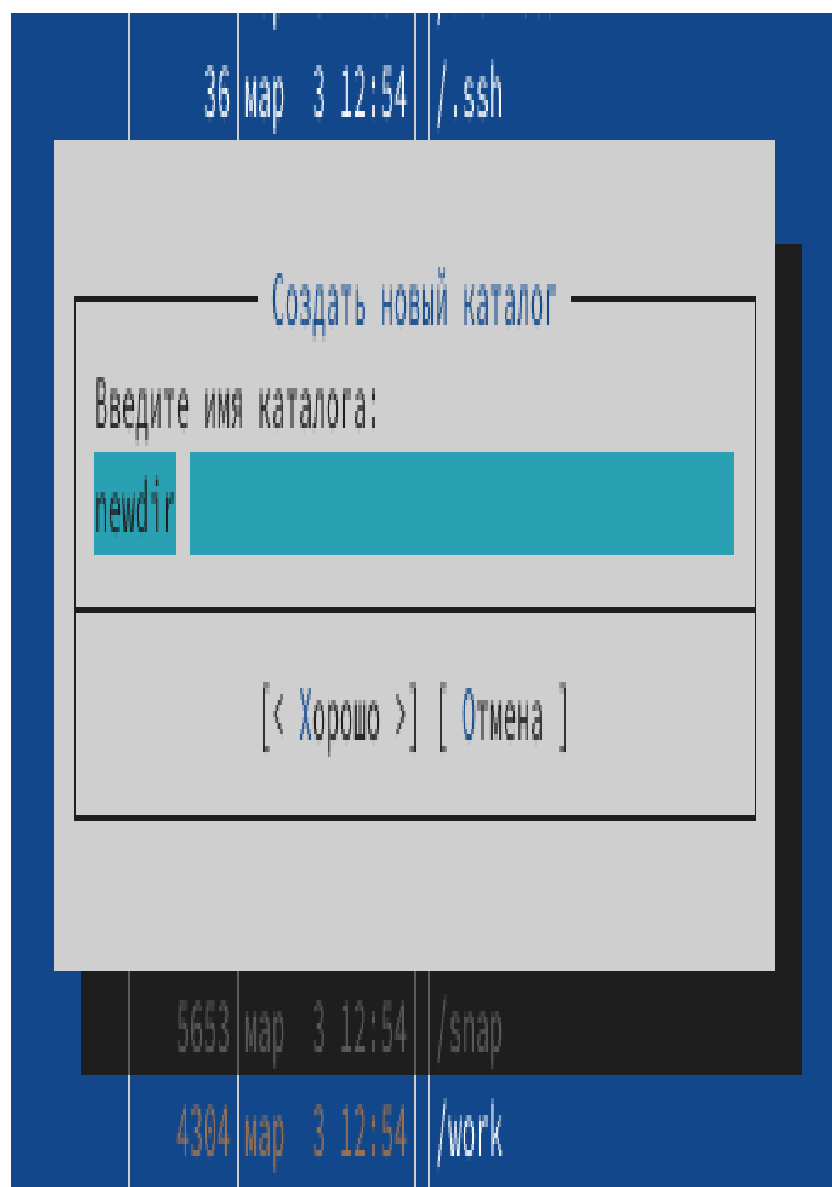 36 мар 3 12:54 /.ssh
Создать новый каталог
Введите имя каталога:
newdir
[< Хорошо >] [ Отмена ]
5653 мар 3 12:54 /snap
4304 мар 3 12:54 /work